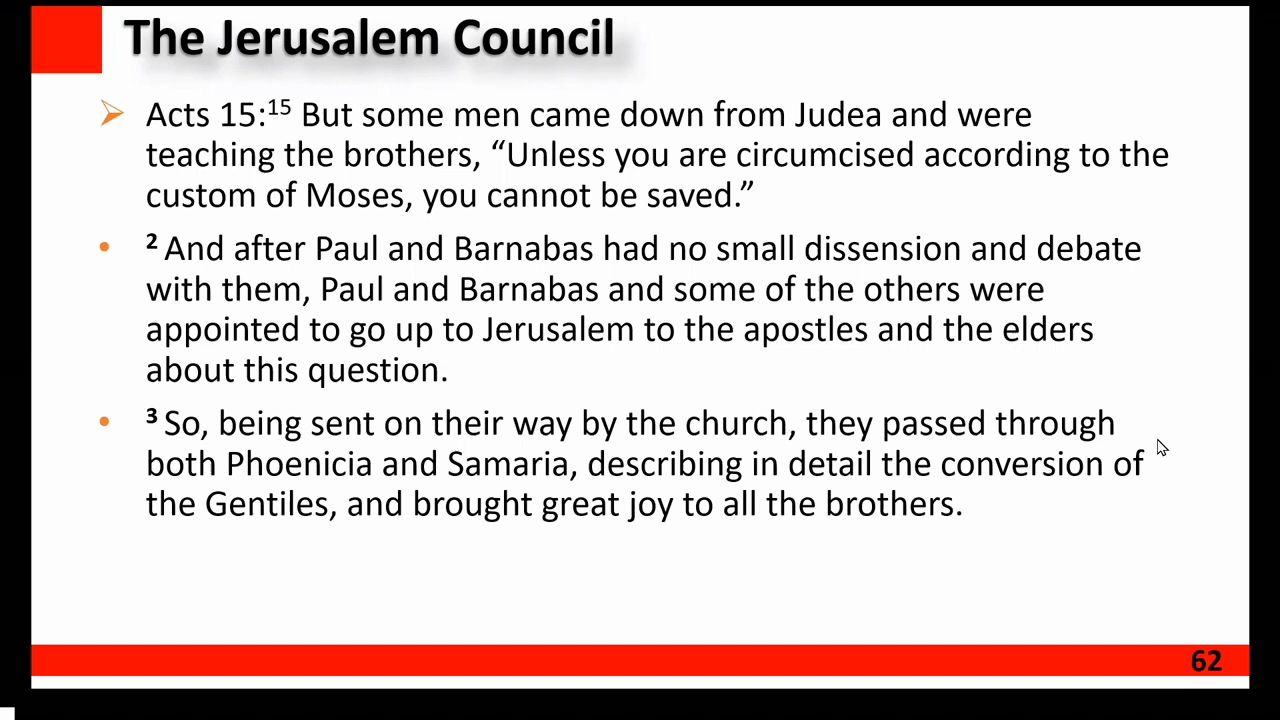 The Jerusalem Council
➢ Acts 15:¹⁵ But some men came down from Judea and were
teaching the brothers, “Unless you are circumcised according to the
custom of Moses, you cannot be saved.”
• ² And after Paul and Barnabas had no small dissension and debate
with them, Paul and Barnabas and some of the others were
appointed to go up to Jerusalem to the apostles and the elders
about this question.
• ³ So, being sent on their way by the church, they passed through
both Phoenicia and Samaria, describing in detail the conversion of
the Gentiles, and brought great joy to all the brothers.
62